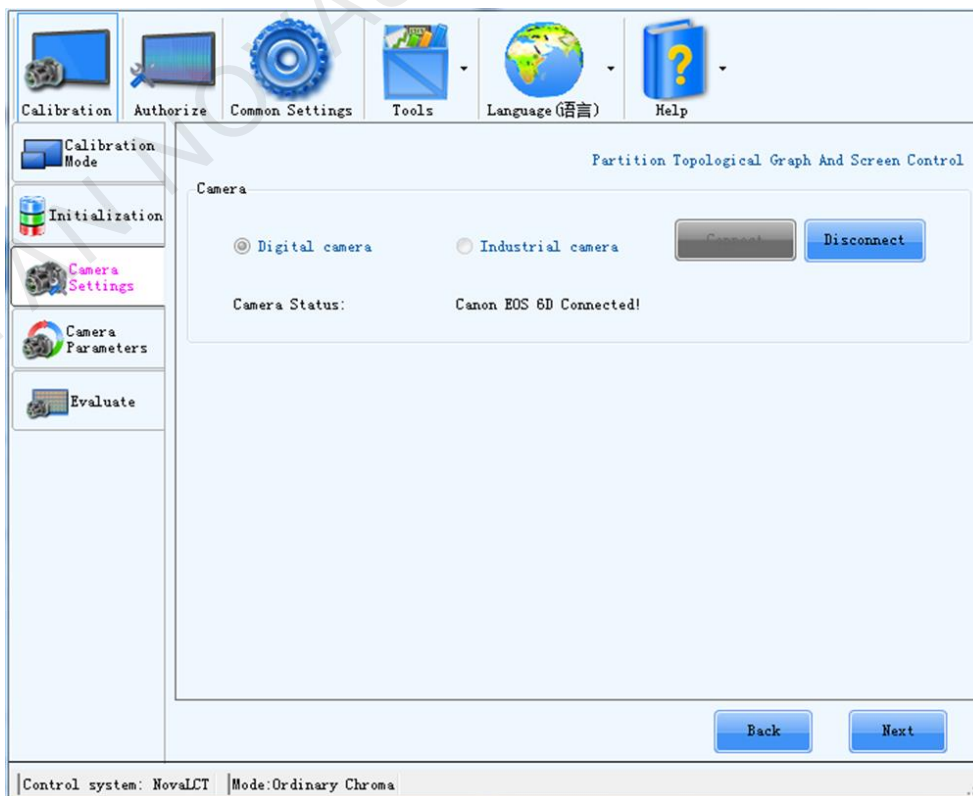 Calibration Authorize Common Settings Tools Language(语言) Help
Calibration
Mode
Initialization
Camera
Settings
Camera
Parameters
Evaluate
Partition Topological Graph And Screen Control
Camera
Digital camera Industrial camera Connect Disconnect
Camera Status: Canon EOS 6D Connected!
Back Next
Control system: NovaLCT Mode:Ordinary Chroma